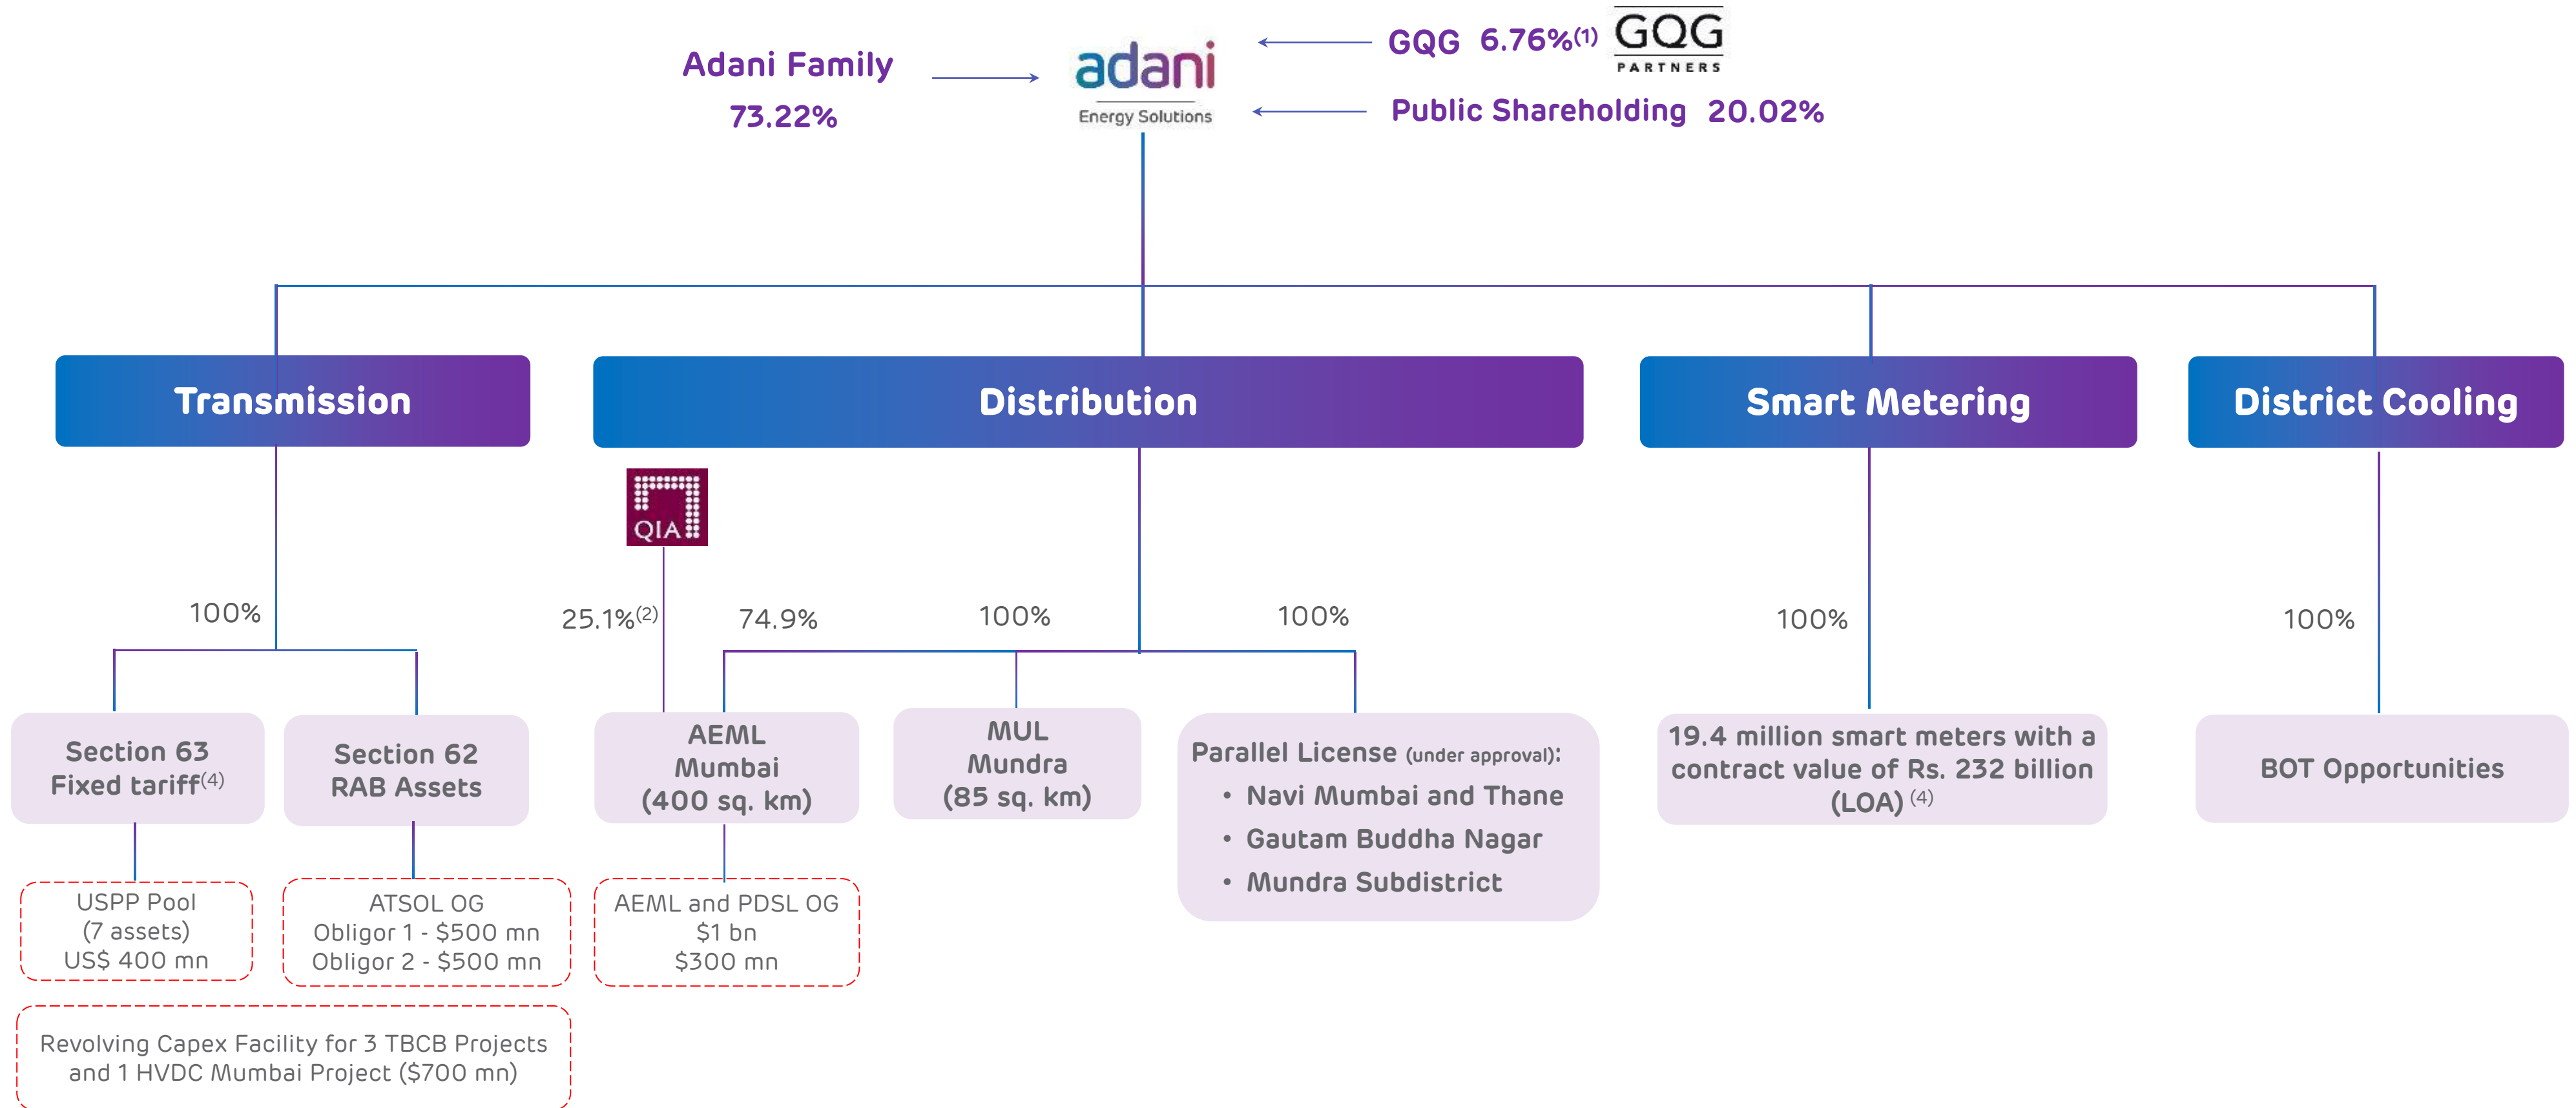 Adani Family
73.22%
adani
Energy Solutions
GQG 6.76%(1)
GQG
PARTNERS
Public Shareholding 20.02%
Transmission
Distribution
Smart Metering
District Cooling
QIA
100%
25.1%(2)
74.9%
100%
100%
100%
100%
Section 63
Fixed tariff(4)
Section 62
RAB Assets
AEML
Mumbai
(400 sq. km)
MUL
Mundra
(85 sq. km)
Parallel License (under approval):
• Navi Mumbai and Thane
• Gautam Buddha Nagar
• Mundra Subdistrict
19.4 million smart meters with a
contract value of Rs. 232 billion
(LOA) (4)
BOT Opportunities
USPP Pool
(7 assets)
US$ 400 mn
ATSOL OG
Obligor 1 - $500 mn
Obligor 2 - $500 mn
AEML and PDSL OG
$1 bn
$300 mn
Revolving Capex Facility for 3 TBCB Projects
and 1 HVDC Mumbai Project ($700 mn)